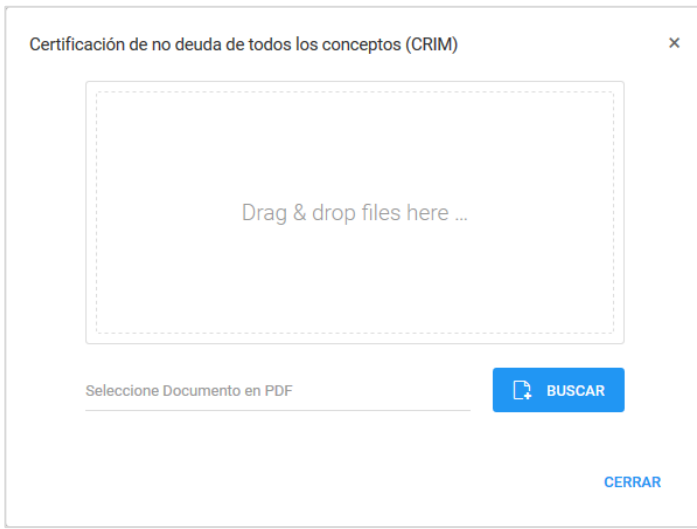 Certificación de no deuda de todos los conceptos (CRIM)
Drag & drop files here ...
Seleccione Documento en PDF
BUSCAR
CERRAR